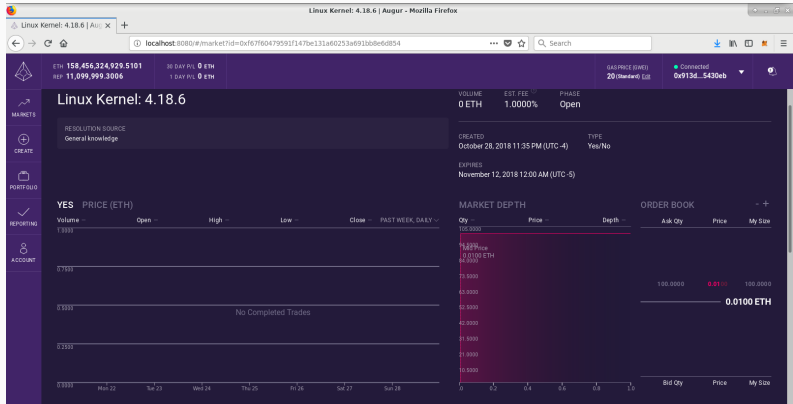 Linux Kernel: 4.18.6 | Augur - Mozilla Firefox
Linux Kernel: 4.18.6 | Aug
localhost:8080/#/market?id=0xf67f60479591f147be131a60253a691bb8e6d854
Search
ETH 158,456,324,929.5101
REP 11,099,999.3006
30 DAY P/L 0 ETH
1 DAY P/L 0 ETH
GAS PRICE (GWEI)
20 (Standard) Edit
Connected
0x913d...5430eb
MARKETS
CREATE
PORTFOLIO
REPORTING
ACCOUNT
Linux Kernel: 4.18.6
RESOLUTION SOURCE
General knowledge
VOLUME EST. FEE PHASE
0 ETH 1.0000% Open
CREATED TYPE
October 28, 2018 11:35 PM (UTC -4) Yes/No
EXPIRES
November 12, 2018 12:00 AM (UTC -5)
YES PRICE (ETH)
Volume Open High Low Close PAST WEEK, DAILY
1.0000
0.7500
0.5000
No Completed Trades
0.2500
0.0000
Mon 22 Tue 23 Wed 24 Thu 25 Fri 26 Sat 27 Sun 28
MARKET DEPTH
Qty Price Depth
105.0000
Mid Price
0.0100 ETH
84.0000
73.5000
63.0000
52.5000
42.0000
31.5000
21.0000
10.5000
.0 0.2 0.4 0.6 0.8 1.0
ORDER BOOK - +
Ask Qty Price My Size
100.0000 0.0100 100.0000
0.0100 ETH
Bid Qty Price My Size